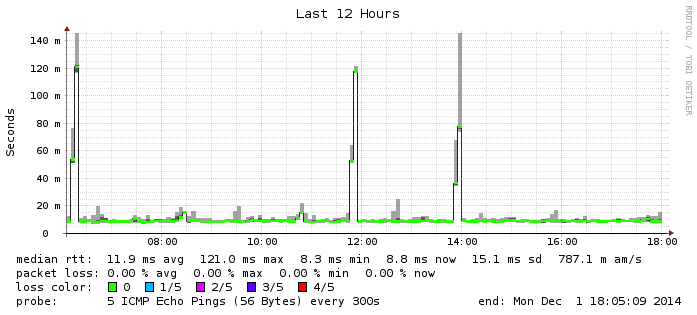 Last 12 Hours
RRDTOOL / TOBI OETIKER
Seconds
140 m
120 m
100 m
80 m
60 m
40 m
20 m
0
08:00 10:00 12:00 14:00 16:00 18:00
median rtt: 11.9 ms avg 121.0 ms max 8.3 ms min 8.8 ms now 15.1 ms sd 787.1 m am/s
packet loss: 0.00 % avg 0.00 % max 0.00 % min 0.00 % now
loss color: 0 1/5 2/5 3/5 4/5
probe: 5 ICMP Echo Pings (56 Bytes) every 300s end: Mon Dec 1 18:05:09 2014